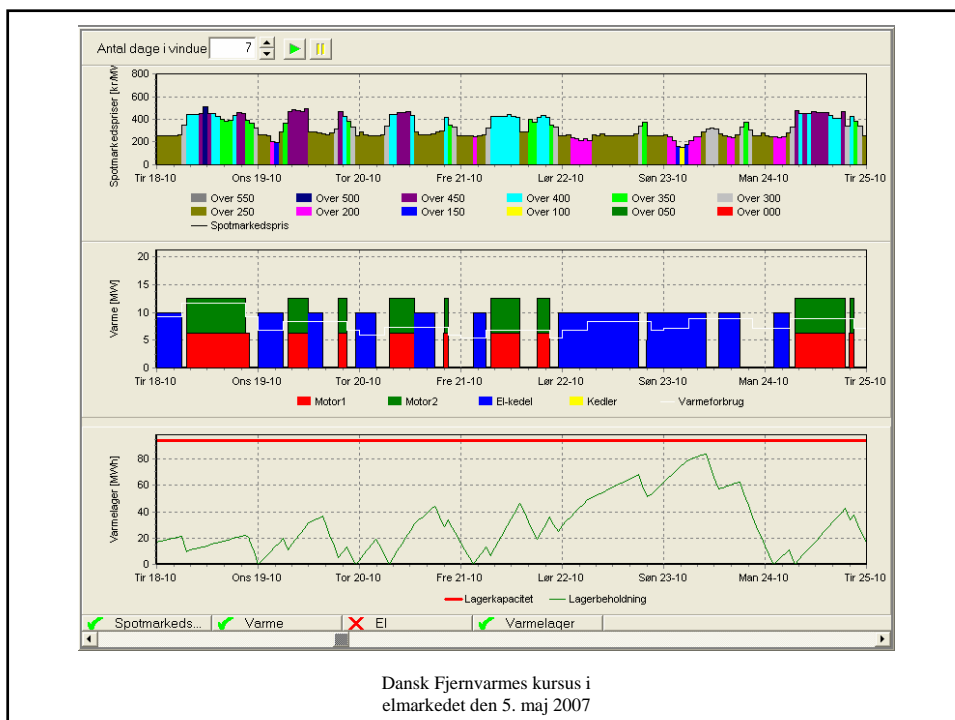 Antal dage i vindue 7
Spotmarkedspriser [kr/MV
800
600
400
200
0
Tir 18-10 Ons 19-10 Tor 20-10 Fre 21-10 Lør 22-10 Søn 23-10 Man 24-10 Tir 25-10
Over 550 Over 500 Over 450 Over 400 Over 350 Over 300
Over 250 Over 200 Over 150 Over 100 Over 050 Over 000
Spotmarkedspris
Varme [MW]
20
15
10
5
0
Tir 18-10 Ons 19-10 Tor 20-10 Fre 21-10 Lør 22-10 Søn 23-10 Man 24-10 Tir 25-10
Motor1 Motor2 El-kedel Kedler Varmeforbrug
Varmelager [MWh]
80
60
40
20
0
Tir 18-10 Ons 19-10 Tor 20-10 Fre 21-10 Lør 22-10 Søn 23-10 Man 24-10 Tir 25-10
Lagerkapacitet Lagerbeholdning
Spotmarkeds... Varme El Varmelager
Dansk Fjernvarmes kursus i
elmarkedet den 5. maj 2007